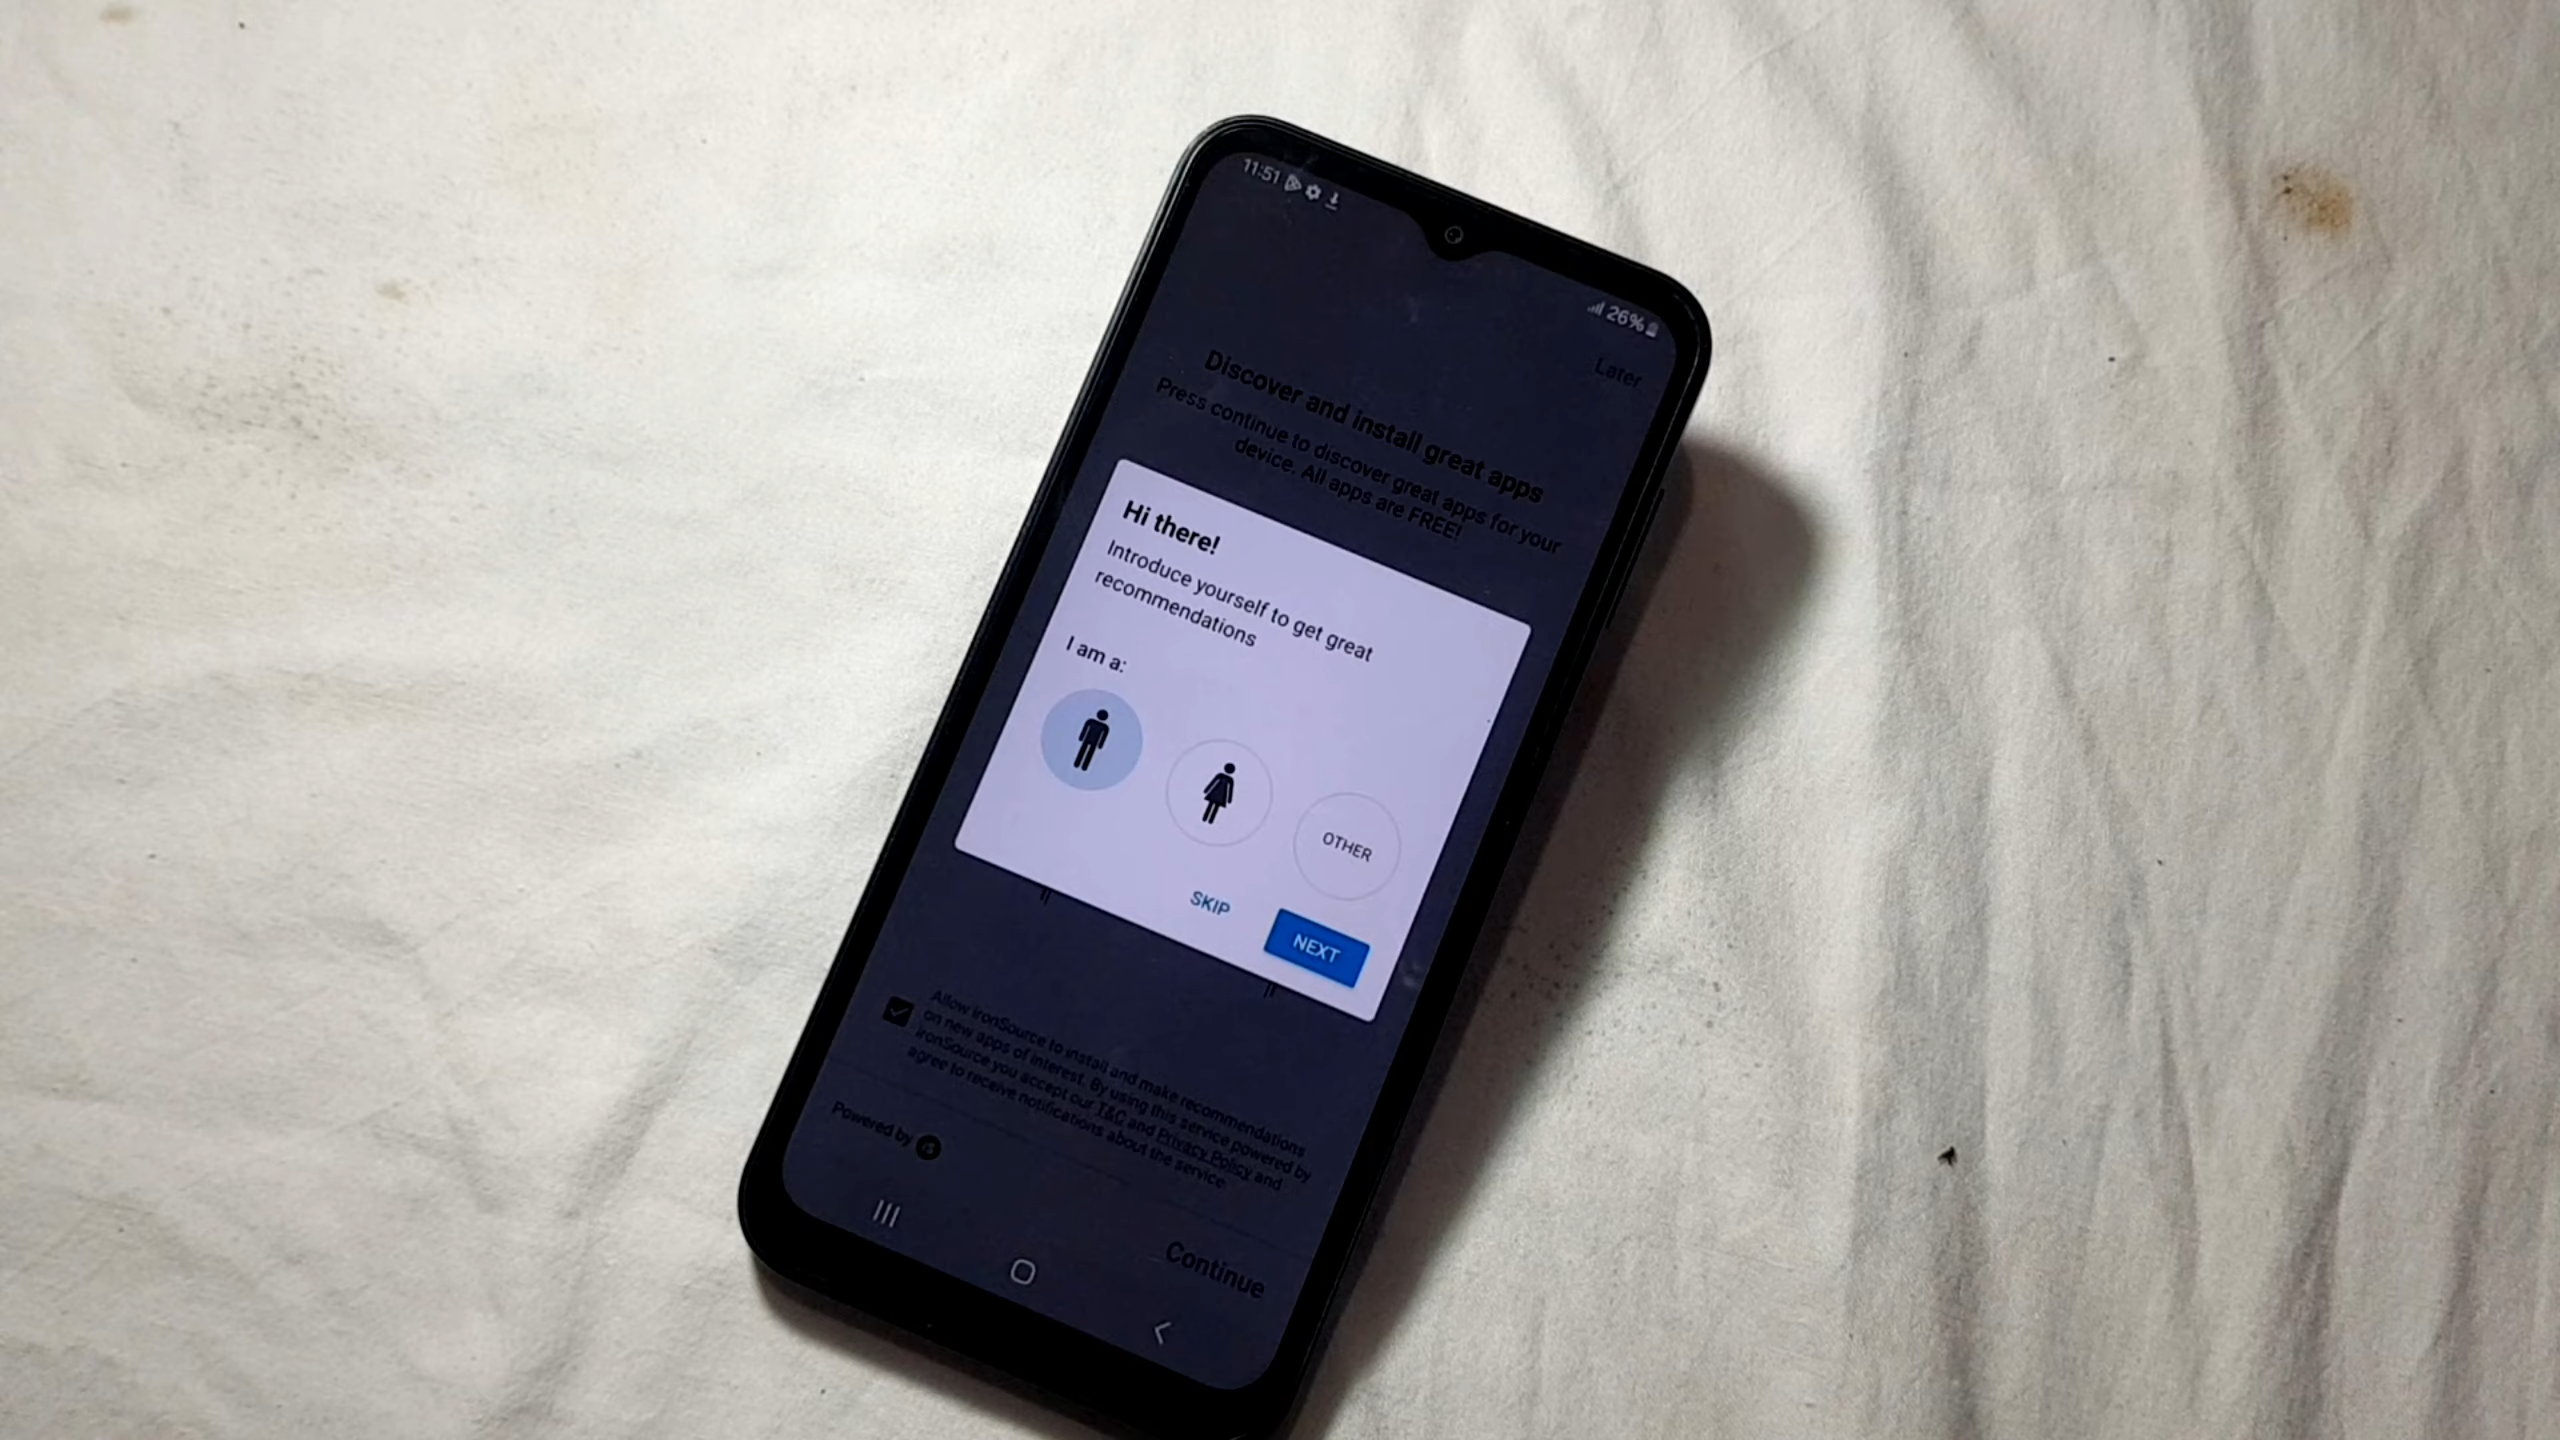 11:51
26%
Later
Discover and install great apps
Press continue to discover great apps for your
device. All apps are FREE!
Hi there!
Introduce yourself to get great
recommendations
I am a:
OTHER
SKIP
NEXT
Allow ironSource to install and make recommendations
on new apps of interest. By using this service powered by
ironSource you accept our T&C and Privacy Policy and
agree to receive notifications about the service.
Powered by iS
Continue